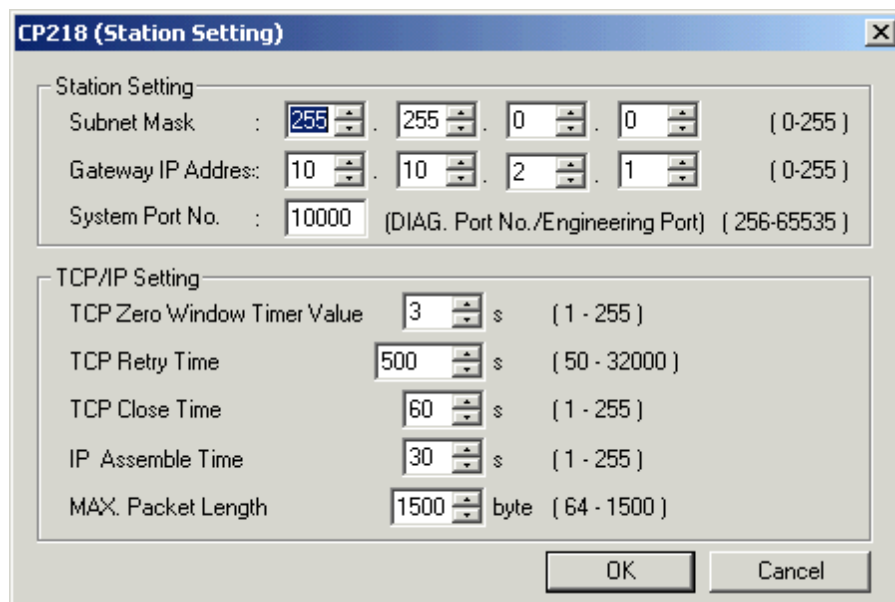 CP218 (Station Setting)
Station Setting
Subnet Mask : 255 . 255 . 0 . 0 ( 0-255 )
Gateway IP Addres: 10 . 10 . 2 . 1 ( 0-255 )
System Port No. : 10000 (DIAG. Port No./Engineering Port) ( 256-65535 )
TCP/IP Setting
TCP Zero Window Timer Value 3 s ( 1 - 255 )
TCP Retry Time 500 s ( 50 - 32000 )
TCP Close Time 60 s ( 1 - 255 )
IP Assemble Time 30 s ( 1 - 255 )
MAX. Packet Length 1500 byte ( 64 - 1500 )
OK Cancel